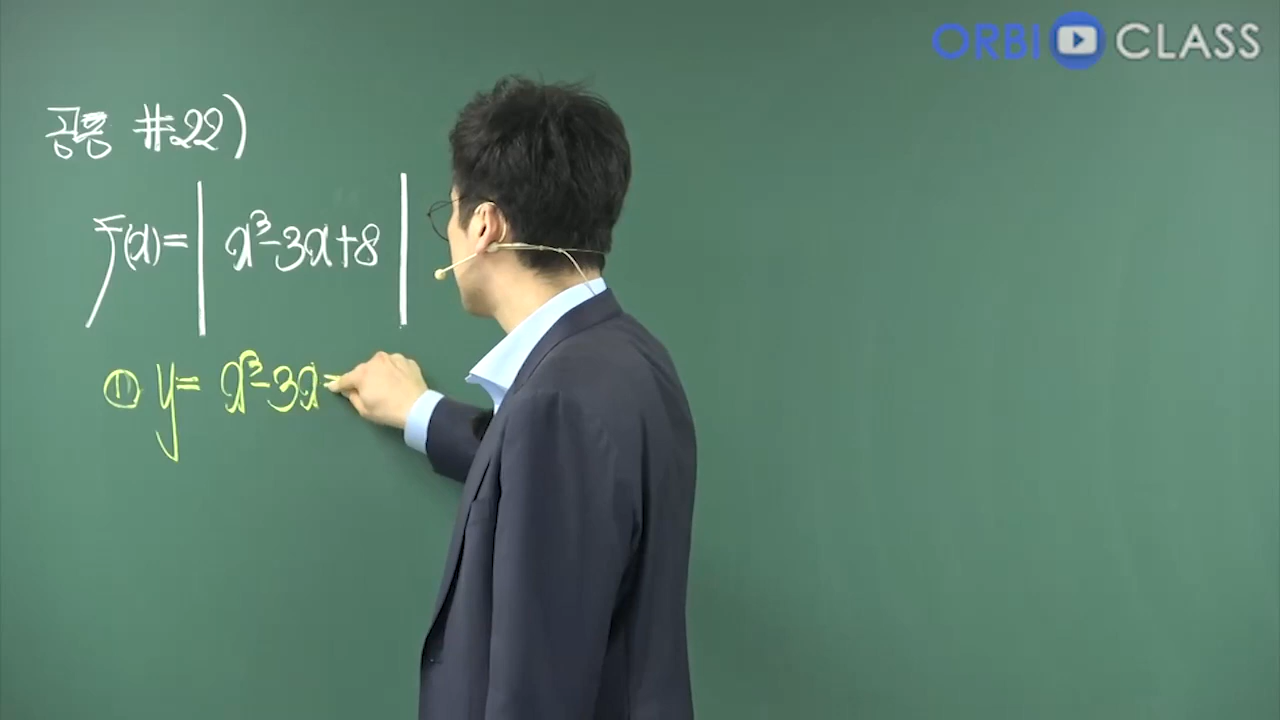 ORBI CLASS
공통 #22)
f(x)= | x³-3x+8 |
① y= x³-3x